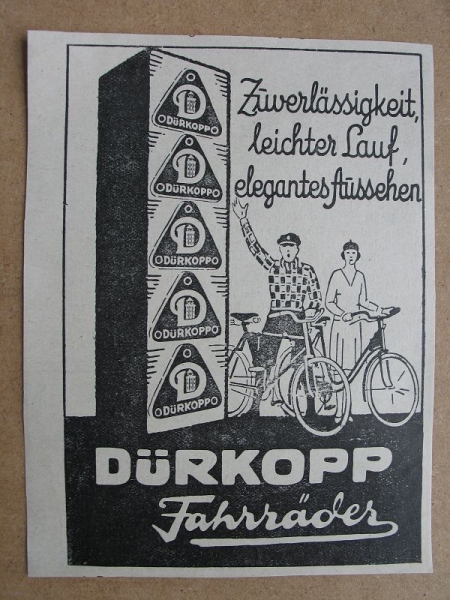 Zuverlässigkeit,
leichter Lauf,
elegantes Aussehen
D
DÜRKOPP
D
DÜRKOPP
D
DÜRKOPP
D
DÜRKOPP
D
DÜRKOPP
DÜRKOPP
Fahrräder